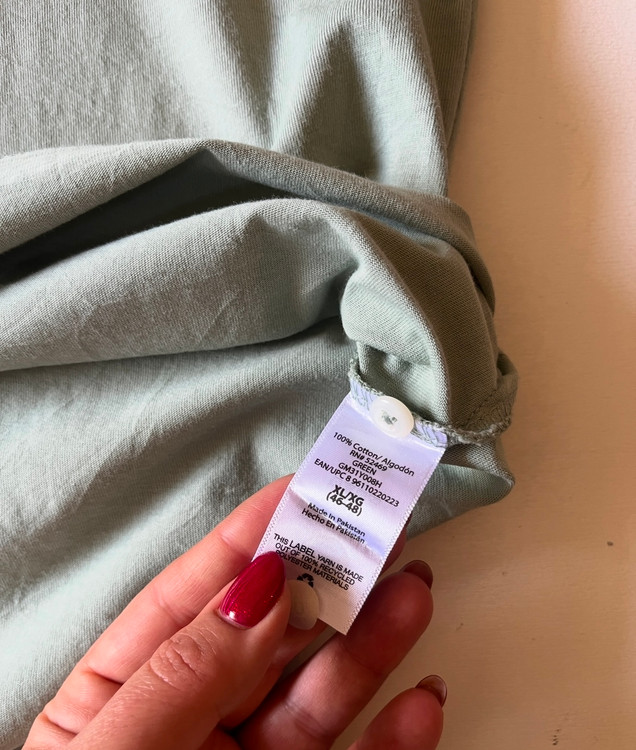 100% Cotton/ Algodón
RN# 52469
GREEN
GM31Y008H
EAN/UPC 8 96110220223
XL/XG
(46-48)
Made in Pakistan
Hecho En Pakistán
THIS LABEL YARN IS MADE
OUT OF 100% RECYCLED
POLYESTER MATERIALS